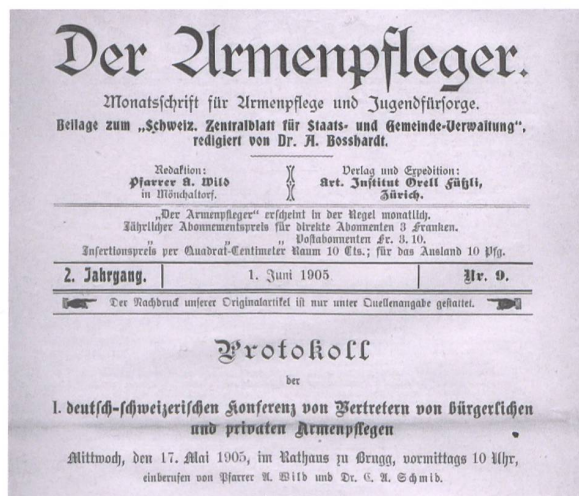 Der Armenpfleger.
Monatsschrift für Armenpflege und Jugendfürsorge.
Beilage zum „Schweiz. Zentralblatt für Staats- und Gemeinde-Verwaltung“,
redigiert von Dr. A. Bosshardt.
Redaktion:
Pfarrer A. Wild
in Mönchaltorf.
Verlag und Expedition:
Art. Institut Orell Füßli,
Zürich.
„Der Armenpfleger“ erscheint in der Regel monatlich.
Jährlicher Abonnementspreis für direkte Abonnenten 3 Franken.
„ „ „ Postabonnenten Fr. 3. 10.
Insertionspreis per Quadrat-Centimeter Raum 10 Cts.; für das Ausland 10 Pfg.
2. Jahrgang.
1. Juni 1905
Nr. 9.
Der Nachdruck unserer Originalartikel ist nur unter Quellenangabe gestattet.
Protokoll
der
I. deutsch-schweizerischen Konferenz von Vertretern von bürgerlichen
und privaten Armenpflegen
Mittwoch, den 17. Mai 1905, im Rathaus zu Brugg, vormittags 10 Uhr,
einberufen von Pfarrer A. Wild und Dr. C. A. Schmid.